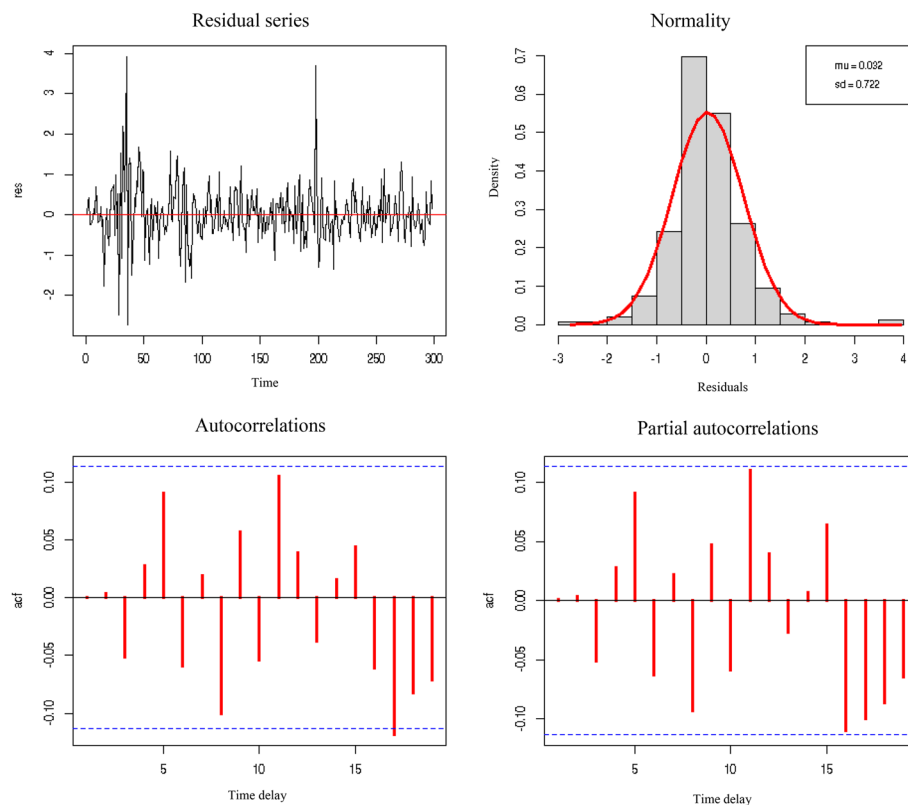 Residual series
res
4
3
2
1
0
-1
-2
0 50 100 150 200 250 300
Time
Normality
mu = 0.032
sd = 0.722
Density
0.7
0.6
0.5
0.4
0.3
0.2
0.1
0.0
-3 -2 -1 0 1 2 3 4
Residuals
Autocorrelations
acf
0.10
0.05
0.00
-0.05
-0.10
5 10 15
Time delay
Partial autocorrelations
acf
0.10
0.05
0.00
-0.05
-0.10
5 10 15
Time delay